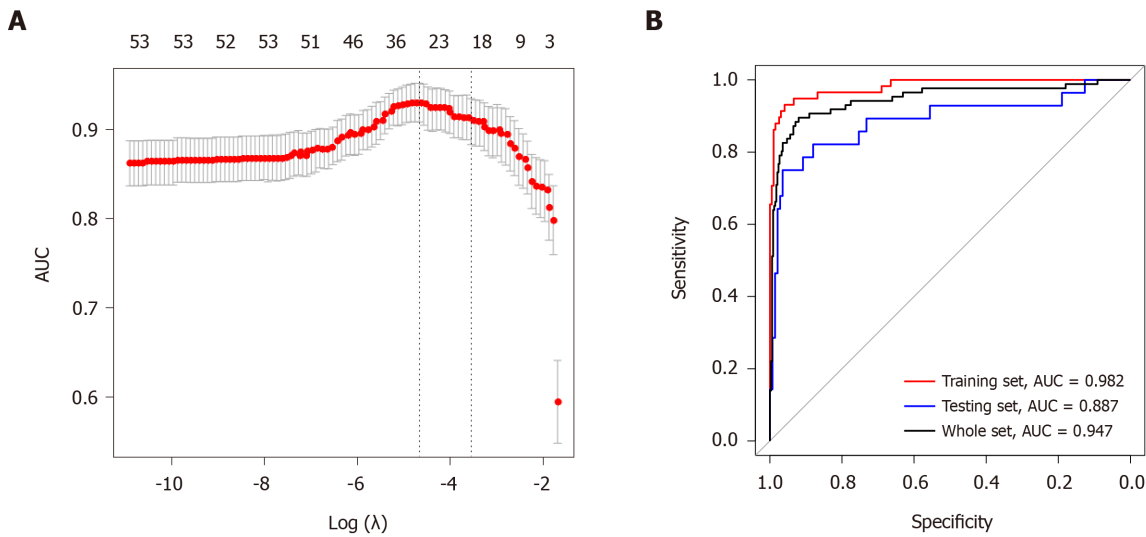 A
53 53 52 53 51 46 36 23 18 9 3
AUC
0.9
0.8
0.7
0.6
-10 -8 -6 -4 -2
Log (λ)
B
Sensitivity
1.0
0.8
0.6
0.4
0.2
0.0
Training set, AUC = 0.982
Testing set, AUC = 0.887
Whole set, AUC = 0.947
1.0 0.8 0.6 0.4 0.2 0.0
Specificity